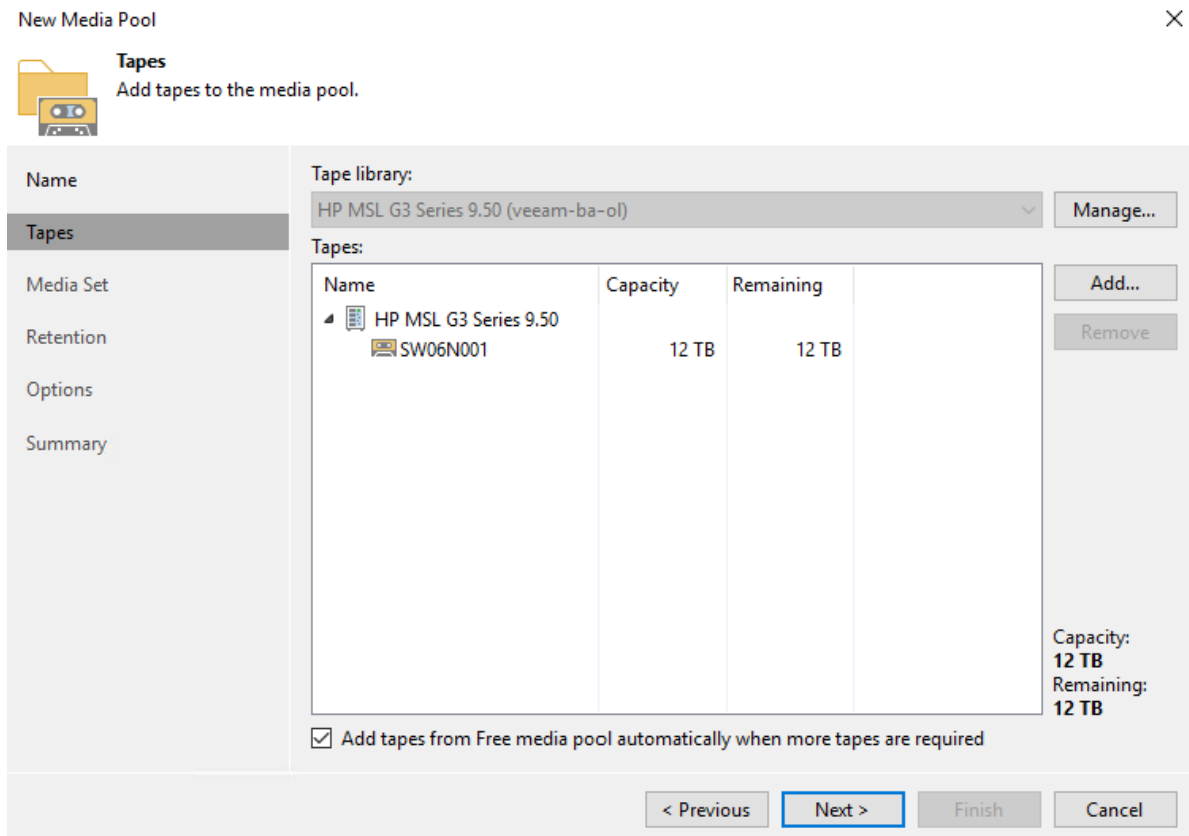 New Media Pool
Tapes
Add tapes to the media pool.
Name
Tapes
Media Set
Retention
Options
Summary
Tape library:
HP MSL G3 Series 9.50 (veeam-ba-ol)
Manage...
Tapes:
Name Capacity Remaining
HP MSL G3 Series 9.50
SW06N001 12 TB 12 TB
Add...
Remove
Capacity:
12 TB
Remaining:
12 TB
Add tapes from Free media pool automatically when more tapes are required
< Previous Next > Finish Cancel